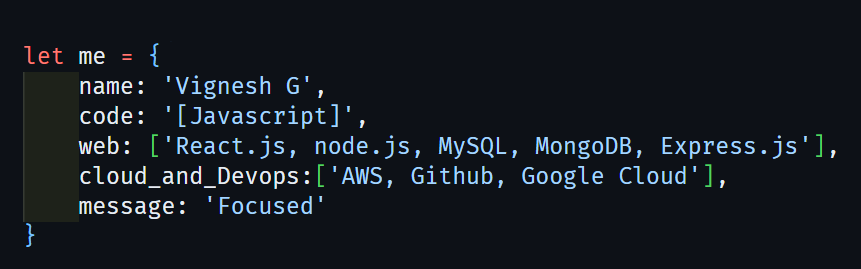 let me = {
    name: 'Vignesh G',
    code: '[Javascript]',
    web: ['React.js, node.js, MySQL, MongoDB, Express.js'],
    cloud_and_Devops:['AWS, Github, Google Cloud'],
    message: 'Focused'
}